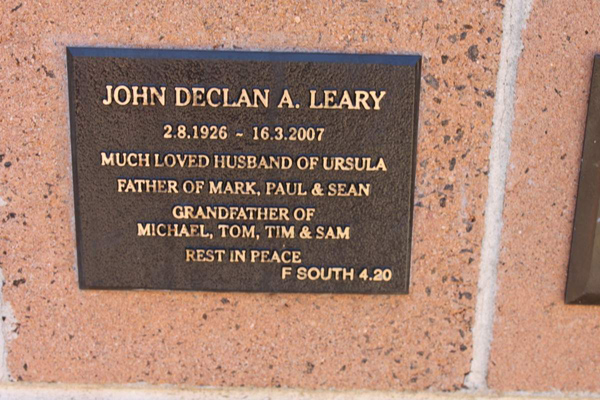 JOHN DECLAN A. LEARY
2.8.1926 ~ 16.3.2007
MUCH LOVED HUSBAND OF URSULA
FATHER OF MARK, PAUL & SEAN
GRANDFATHER OF
MICHAEL, TOM, TIM & SAM
REST IN PEACE
F SOUTH 4.20